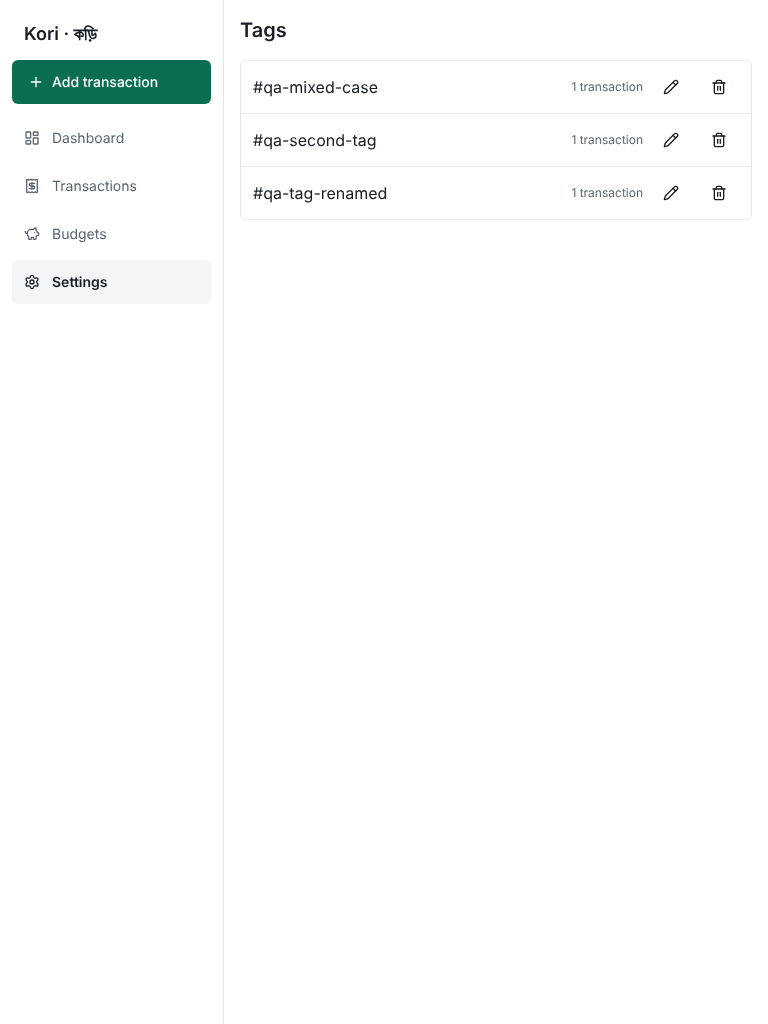 Kori · কড়ি
Add transaction
Dashboard
Transactions
Budgets
Settings
Tags
#qa-mixed-case 1 transaction
#qa-second-tag 1 transaction
#qa-tag-renamed 1 transaction